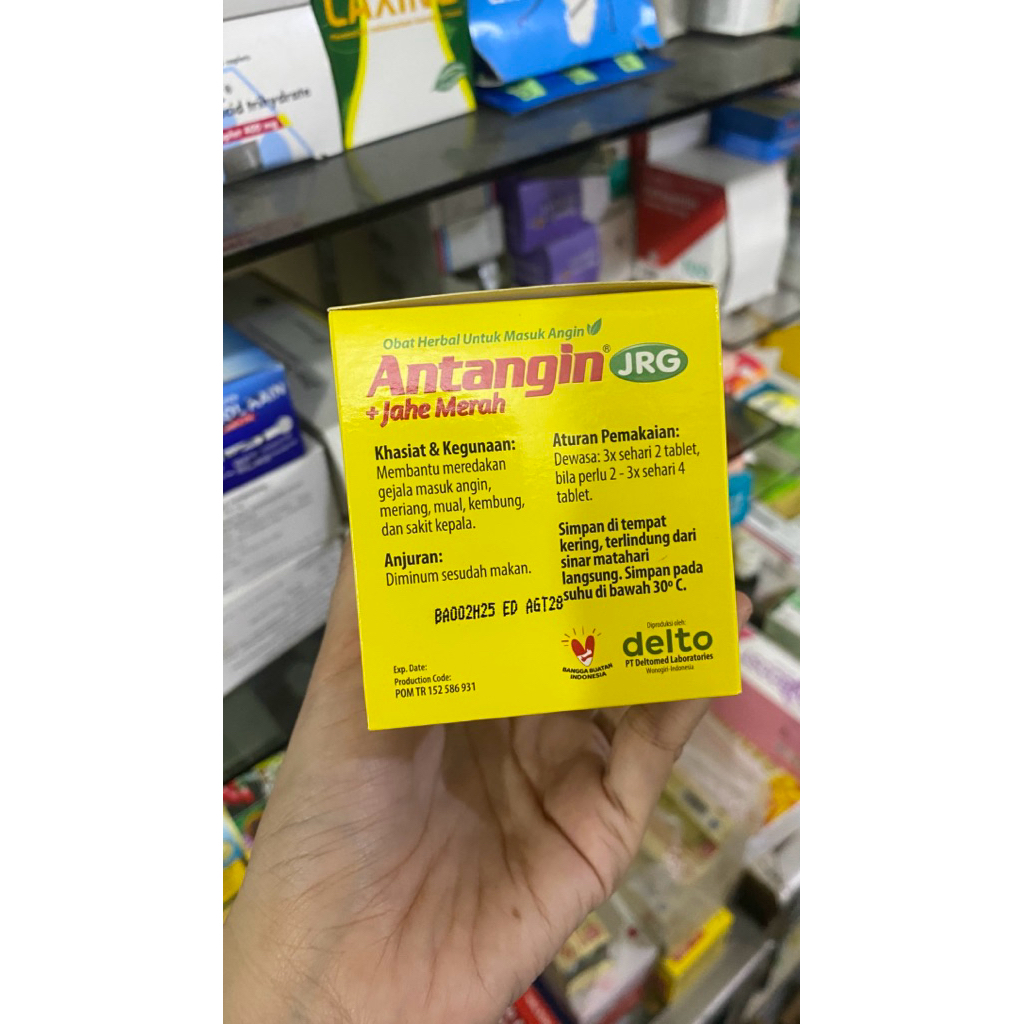 LAXING
trihydrate
Obat Herbal Untuk Masuk Angin
Antangin® JRG
+ Jahe Merah
Khasiat & Kegunaan:
Membantu meredakan
gejala masuk angin,
meriang, mual, kembung,
dan sakit kepala.
Anjuran:
Diminum sesudah makan.
Aturan Pemakaian:
Dewasa: 3x sehari 2 tablet,
bila perlu 2 - 3x sehari 4
tablet.
Simpan di tempat
kering, terlindung dari
sinar matahari
langsung. Simpan pada
suhu di bawah 30º C.
BA002H25 ED AGT28
Exp. Date:
Production Code:
POM TR 152 586 931
BANGGA BUATAN
INDONESIA
Diproduksi oleh:
delto
PT Deltomed Laboratories
Wonogiri-Indonesia